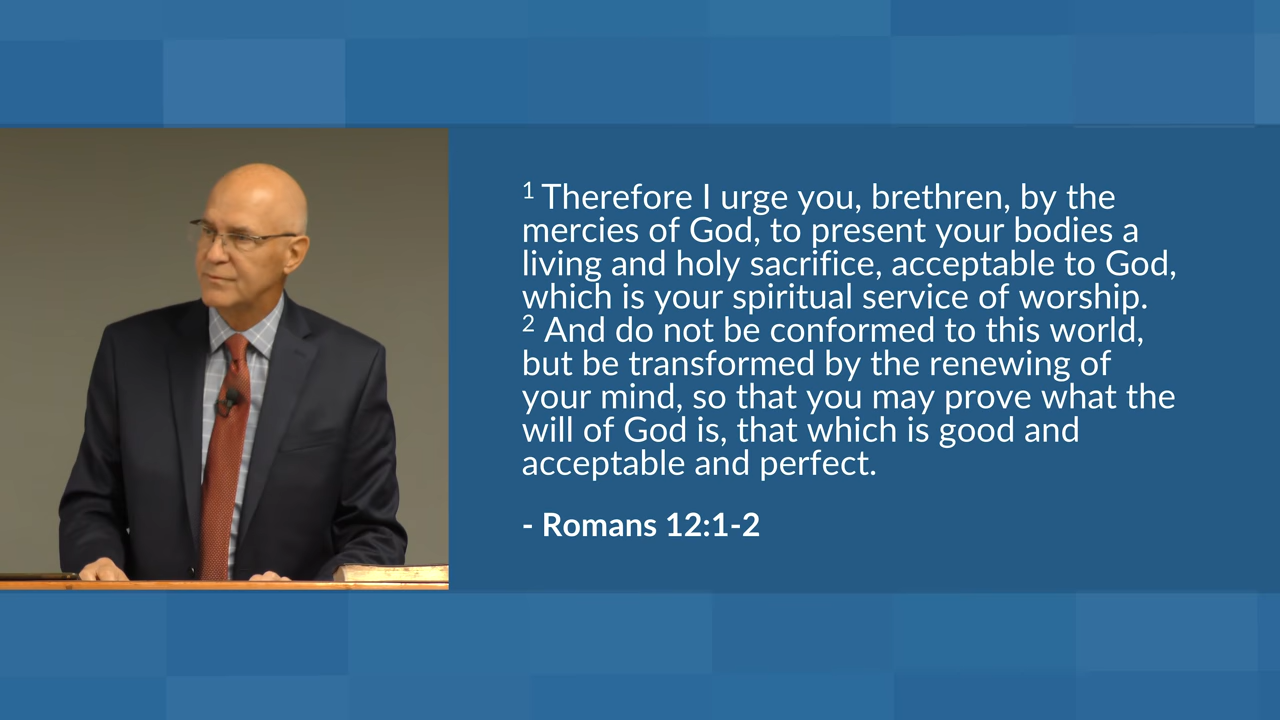 1 Therefore I urge you, brethren, by the
mercies of God, to present your bodies a
living and holy sacrifice, acceptable to God,
which is your spiritual service of worship.
2 And do not be conformed to this world,
but be transformed by the renewing of
your mind, so that you may prove what the
will of God is, that which is good and
acceptable and perfect.
- Romans 12:1-2